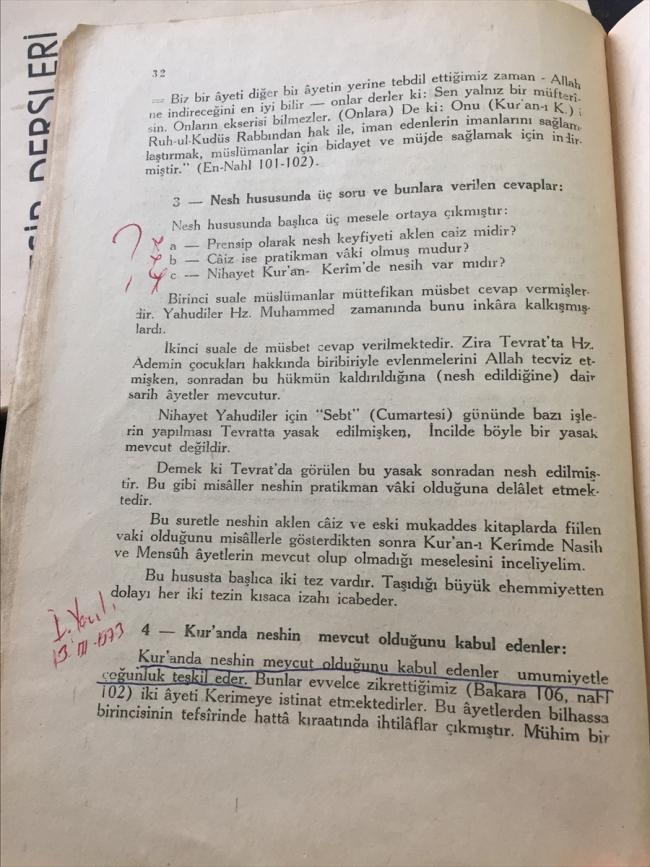 32
— Biz bir âyeti diğer bir âyetin yerine tebdil ettiğimiz zaman - Allah
ne indireceğini en iyi bilir — onlar derler ki: Sen yalnız bir müfteri-
sin. Onların ekserisi bilmezler. (Onlara) De ki: Onu (Kur'an-ı K.)
Ruh-ul-Kudüs Rabbından hak ile, iman edenlerin imanlarını sağlam-
laştırmak, müslümanlar için bidayet ve müjde sağlamak için indir-
miştir." (En-Nahl 101-102).
3 — Nesh hususunda üç soru ve bunlara verilen cevaplar:
Nesh hususunda başlıca üç mesele ortaya çıkmıştır:
a — Prensip olarak nesh keyfiyeti aklen caiz midir?
b — Câiz ise pratikman vâki olmuş mudur?
c — Nihayet Kur'an- Kerîm'de nesih var mıdır?
Birinci suale müslümanlar müttefikan müsbet cevap vermişler-
dir. Yahudiler Hz. Muhammed zamanında bunu inkâra kalkışmış-
lardı.
İkinci suale de müsbet cevap verilmektedir. Zira Tevrat'ta Hz.
Ademin çocukları hakkında biribiriyle evlenmelerini Allah tecviz et-
mişken, sonradan bu hükmün kaldırıldığına (nesh edildiğine) dair
sarih âyetler mevcutur.
Nihayet Yahudiler için "Sebt" (Cumartesi) gününde bazı işle-
rin yapılması Tevratta yasak edilmişken, İncilde böyle bir yasak
mevcut değildir.
Demek ki Tevrat'da görülen bu yasak sonradan nesh edilmiş-
tir. Bu gibi misâller neshin pratikman vâki olduğuna delâlet etmek-
tedir.
Bu suretle neshin aklen câiz ve eski mukaddes kitaplarda fiilen
vaki olduğunu misâllerle gösterdikten sonra Kur'an-ı Kerîmde Nasih
ve Mensûh âyetlerin mevcut olup olmadığı meselesini inceliyelim.
Bu hususta başlıca iki tez vardır. Taşıdığı büyük ehemmiyetten
dolayı her iki tezin kısaca izahı icabeder.
4 — Kur'anda neshin mevcut olduğunu kabul edenler:
Kur'anda neshin mevcut olduğunu kabul edenler umumiyetle
çoğunluk teşkil eder. Bunlar evvelce zikrettiğimiz (Bakara 106, nahl
102) iki âyeti Kerimeye istinat etmektedirler. Bu âyetlerden bilhassa
birincisinin tefsîrinde hattâ kıraatında ihtilâflar çıkmıştır. Mühim bir
DERSLERİ